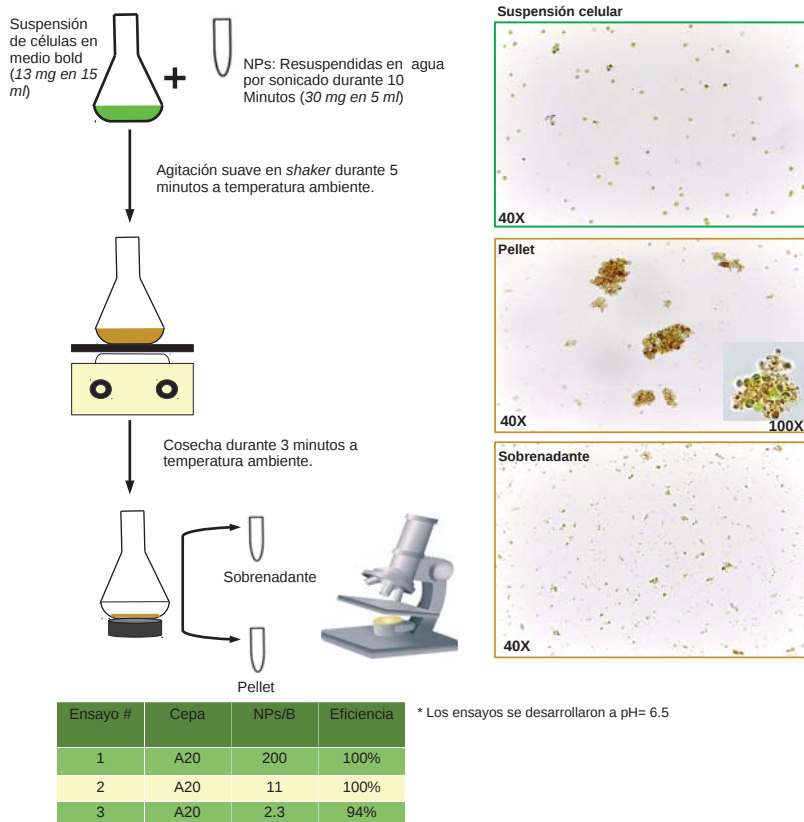 Suspensión
de células en
medio bold
(13 mg en 15
ml)
NPs: Resuspendidas en agua
por sonicado durante 10
Minutos (30 mg en 5 ml)
Agitación suave en shaker durante 5
minutos a temperatura ambiente.
Cosecha durante 3 minutos a
temperatura ambiente.
Sobrenadante
Pellet
Suspensión celular
40X
Pellet
40X
100X
Sobrenadante
40X
Ensayo # Cepa NPs/B Eficiencia
1 A20 200 100%
2 A20 11 100%
3 A20 2.3 94%
* Los ensayos se desarrollaron a pH= 6.5